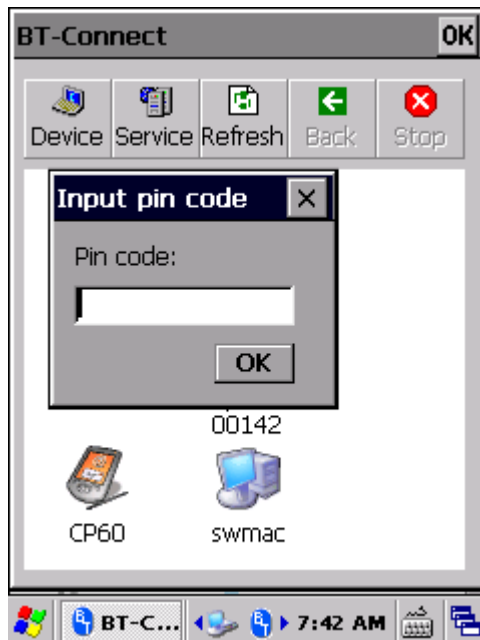 BT-Connect OK
Device Service Refresh Back Stop
Input pin code
Pin code:
OK
00142
CP60 swmac
BT-C... 7:42 AM